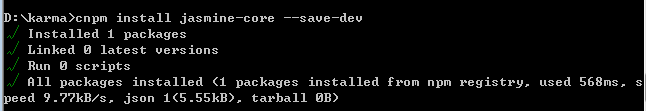 D:\karma>cnpm install jasmine-core --save-dev
√ Installed 1 packages
√ Linked 0 latest versions
√ Run 0 scripts
√ All packages installed (1 packages installed from npm registry, used 568ms, s
peed 9.77kB/s, json 1(5.55kB), tarball 0B)